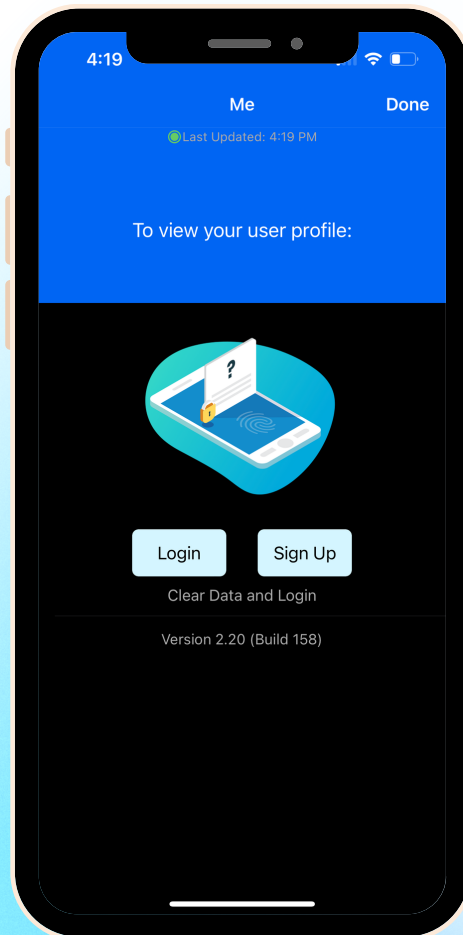 4:19
Me Done
Last Updated: 4:19 PM
To view your user profile:
?
Login Sign Up
Clear Data and Login
Version 2.20 (Build 158)